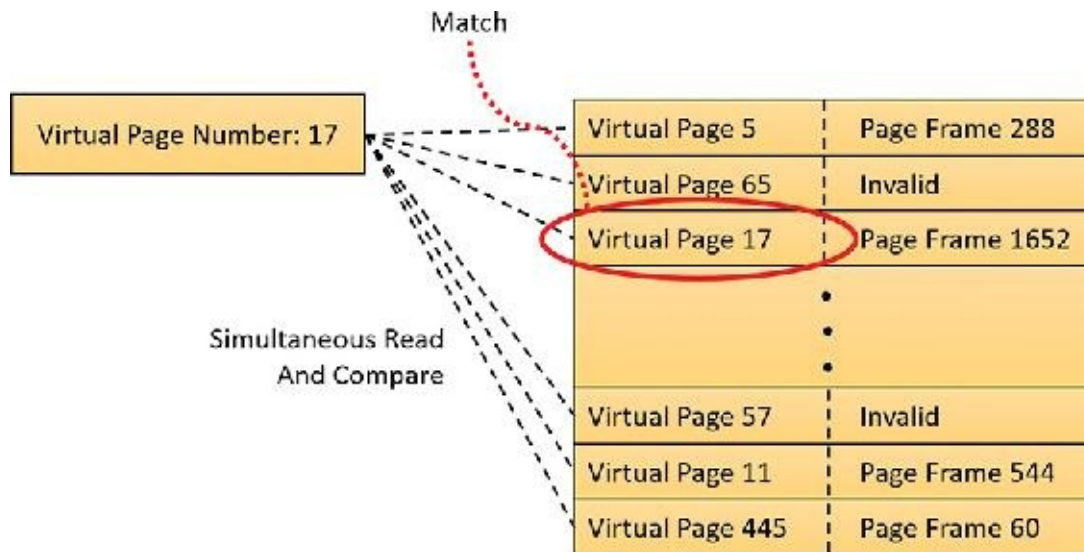 Match
Virtual Page Number: 17
Virtual Page 5 Page Frame 288
Virtual Page 65 Invalid
Virtual Page 17 Page Frame 1652
Simultaneous Read
And Compare
Virtual Page 57 Invalid
Virtual Page 11 Page Frame 544
Virtual Page 445 Page Frame 60